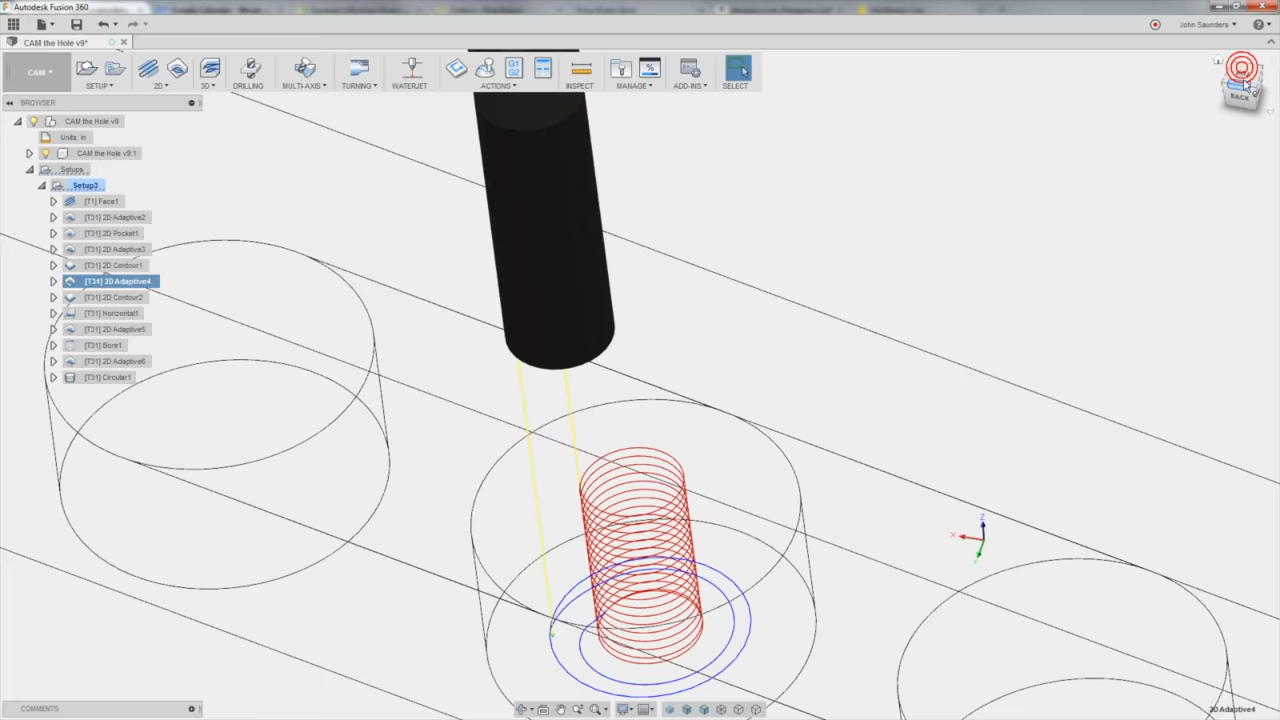 Autodesk Fusion 360
John Saunders
CAM the Hole v9*
CAM
SETUP
2D
3D
DRILLING
MULTI-AXIS
TURNING
WATERJET
G1
G2
ACTIONS
INSPECT
MANAGE
ADD-INS
SELECT
BACK
BROWSER
CAM the Hole v9
Units: in
CAM the Hole v9:1
Setups
Setup3
[T1] Face1
[T31] 2D Adaptive2
[T31] 2D Pocket1
[T31] 2D Adaptive3
[T31] 2D Contour1
[T31] 2D Adaptive4
[T31] 2D Contour2
[T31] Horizontal1
[T31] 2D Adaptive5
[T31] Bore1
[T31] 2D Adaptive6
[T31] Circular1
Z
X
Y
COMMENTS
2D Adaptive4